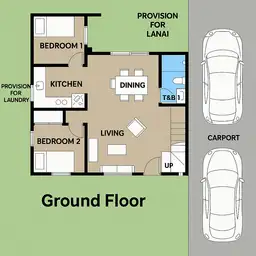 PROVISION
FOR
LANAI
BEDROOM 1
KITCHEN
DINING
PROVISION
FOR
LAUNDRY
T&B 1
LIVING
CARPORT
BEDROOM 2
UP
Ground Floor